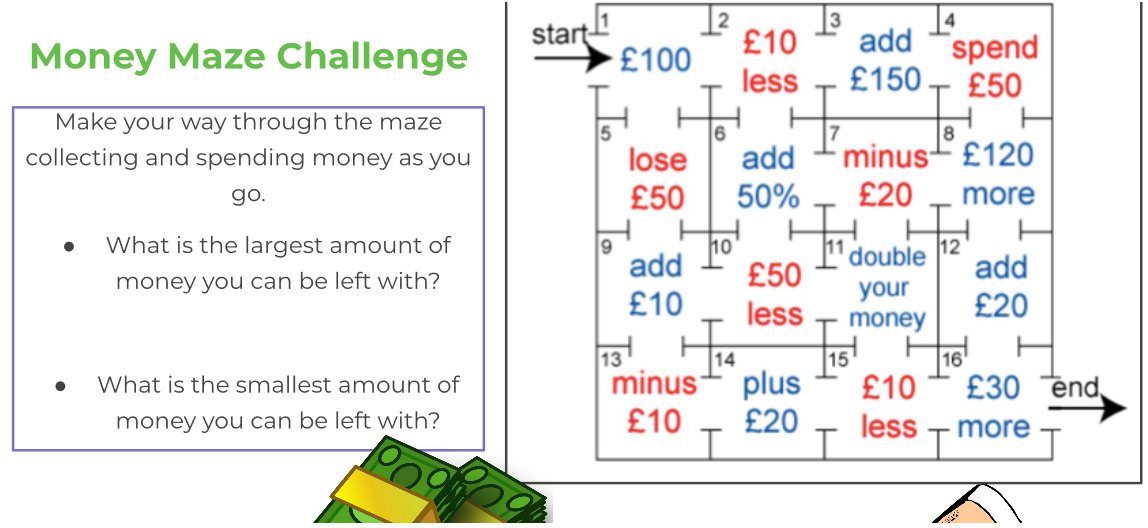 Money Maze Challenge
Make your way through the maze
collecting and spending money as you
go.
● What is the largest amount of
money you can be left with?
● What is the smallest amount of
money you can be left with?
start
1
£100
2
£10
less
3
add
£150
4
spend
£50
5
lose
£50
6
add
50%
7
minus
£20
8
£120
more
9
add
£10
10
£50
less
11
double
your
money
12
add
£20
13
minus
£10
14
plus
£20
15
£10
less
16
£30
more
end